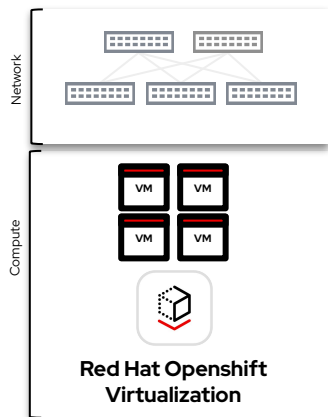 Network
Compute
VM VM
VM VM
Red Hat Openshift
Virtualization